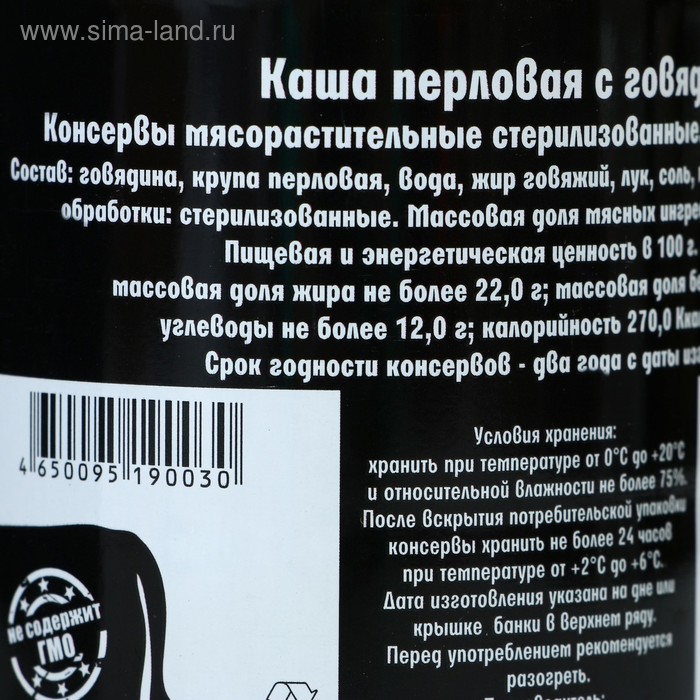 www.sima-land.ru
Каша перловая с
Консервы мясорастительные стерилизованные
Состав: говядина, крупа перловая, вода, жир говяжий, лук, соль,
обработки: стерилизованные. Массовая доля мясных
Пищевая и энергетическая ценность в 100 г.
массовая доля жира не более 22,0 г; массовая доля
углеводы не более 12,0 г; калорийность 270,0
Срок годности консервов - два года с даты
4 650095 190030
Условия хранения:
хранить при температуре от 0°С до +20°С
и относительной влажности не более 75%.
После вскрытия потребительской упаковки
консервы хранить не более 24 часов
при температуре от +2°С до +6°С.
Дата изготовления указана на дне или
крышке банки в верхнем ряду.
Перед употреблением рекомендуется
разогреть.
не содержит
ГМО